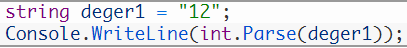 string deger1 = "12";
Console.WriteLine(int.Parse(deger1));